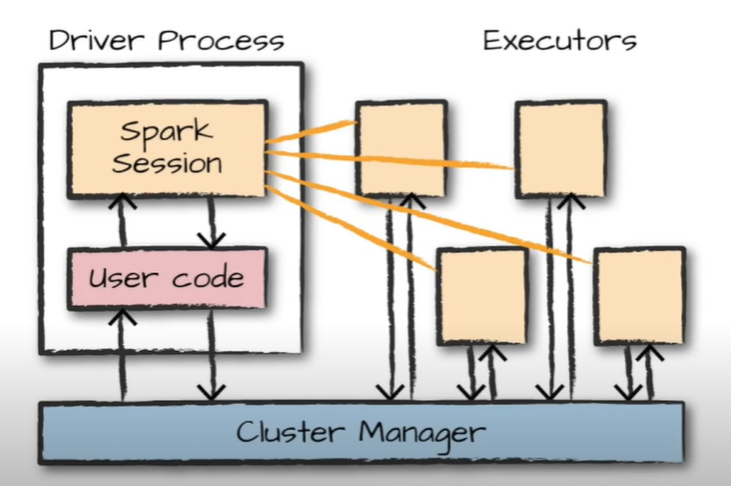 Driver Process
Executors
Spark
Session
User code
Cluster Manager